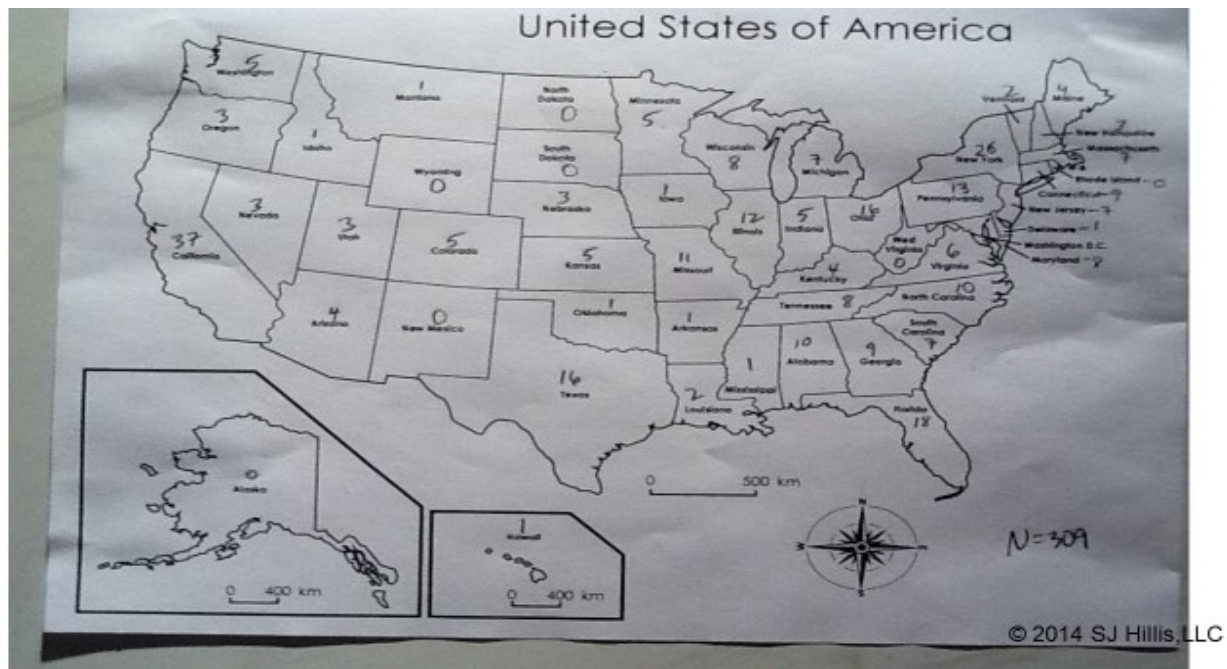 United States of America
5
Washington
3
Oregon
1
Idaho
1
Montana
North Dakota
0
Minnesota
5
Wisconsin
8
7
Michigan
2
Vermont
4
Maine
New Hampshire
Massachusetts
7
Rhode Island - 0
Connecticut - 9
New Jersey - 7
Delaware - 1
Washington D.C.
Maryland - 8
26
New York
13
Pennsylvania
South Dakota
0
Wyoming
0
3
Nebraska
1
Iowa
12
Illinois
5
Indiana
16
Ohio
West Virginia
0
6
Virginia
3
Nevada
3
Utah
5
Colorado
5
Kansas
11
Missouri
4
Kentucky
37
California
4
Arizona
0
New Mexico
1
Oklahoma
1
Arkansas
Tennessee 8
10
North Carolina
South Carolina
7
16
Texas
2
Louisiana
1
Mississippi
10
Alabama
9
Georgia
Florida
18
0
Alaska
0 400 km
1
Hawaii
0 400 km
0 500 km
N
S
N=309
© 2014 SJ Hillis,LLC